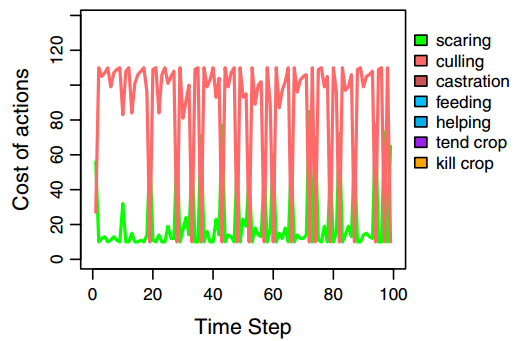 Cost of actions
0 20 40 60 80 120
0 20 40 60 80 100
Time Step
scaring
culling
castration
feeding
helping
tend crop
kill crop